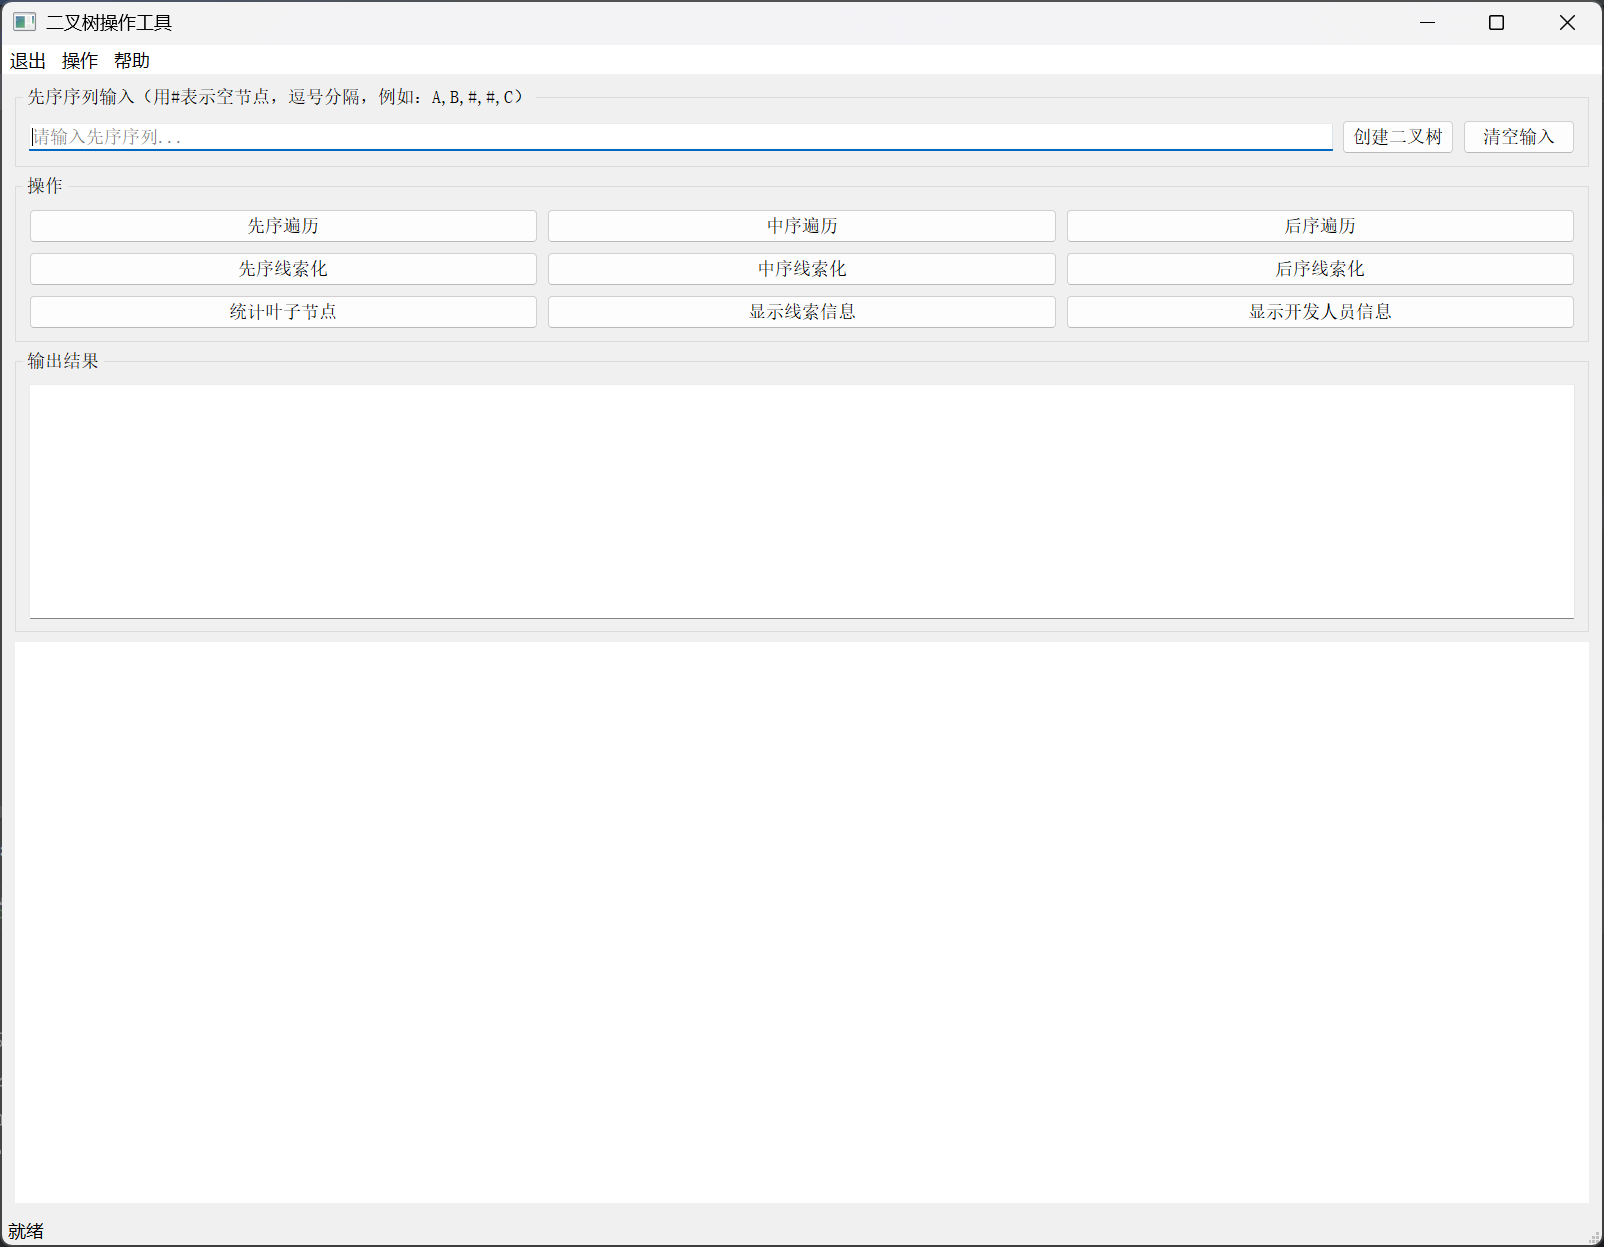 二叉树操作工具
退出 操作 帮助
先序序列输入（用#表示空节点，逗号分隔，例如：A,B,#,#,C）
请输入先序序列... 创建二叉树 清空输入
操作
先序遍历 中序遍历 后序遍历
先序线索化 中序线索化 后序线索化
统计叶子节点 显示线索信息 显示开发人员信息
输出结果
就绪